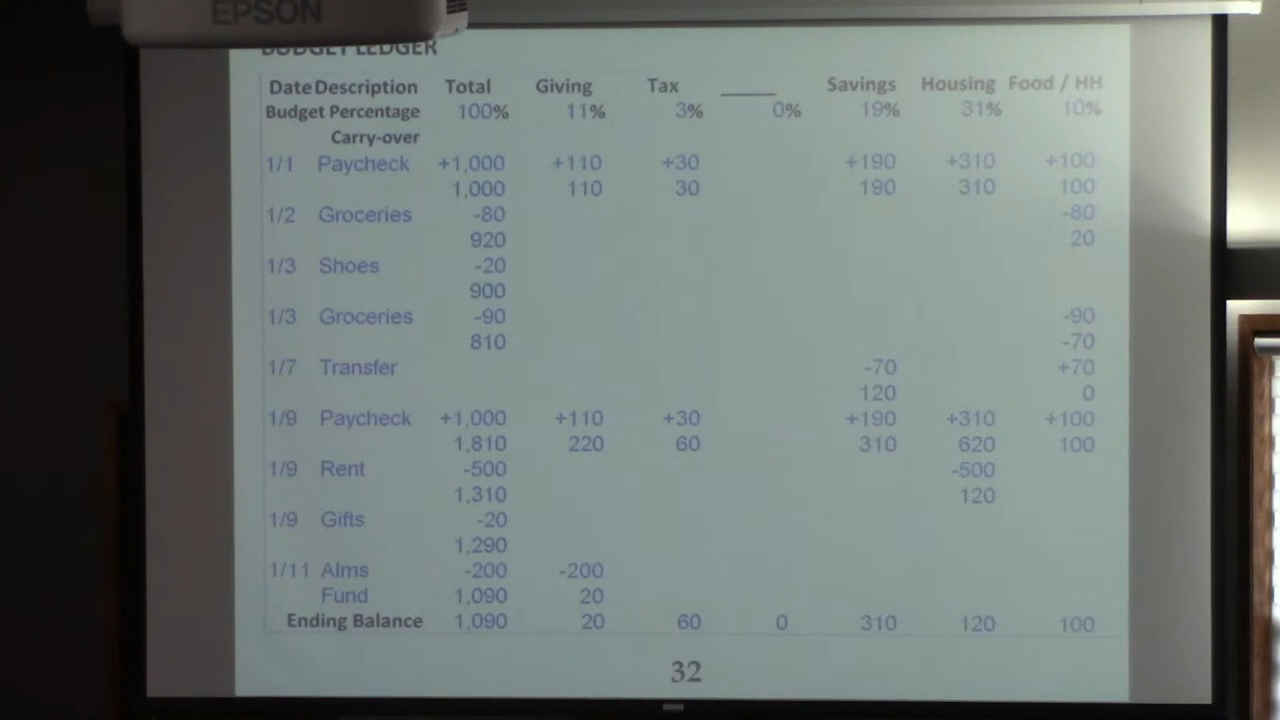 EPSON
BUDGET LEDGER
Date Description Total Giving Tax _____ Savings Housing Food / HH
Budget Percentage 100% 11% 3% 0% 19% 31% 10%
Carry-over
1/1 Paycheck +1,000 +110 +30 +190 +310 +100
1,000 110 30 190 310 100
1/2 Groceries -80 -80
920 20
1/3 Shoes -20
900
1/3 Groceries -90 -90
810 -70
1/7 Transfer -70 +70
120 0
1/9 Paycheck +1,000 +110 +30 +190 +310 +100
1,810 220 60 310 620 100
1/9 Rent -500 -500
1,310 120
1/9 Gifts -20
1,290
1/11 Alms -200 -200
Fund 1,090 20
Ending Balance 1,090 20 60 0 310 120 100
32